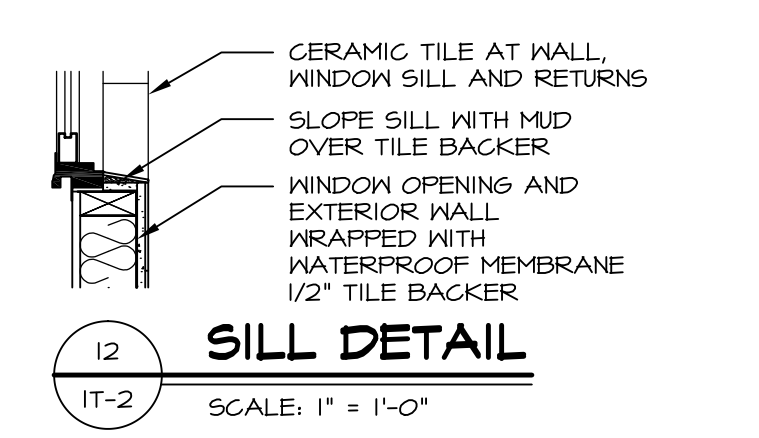 CERAMIC TILE AT WALL,
WINDOW SILL AND RETURNS
SLOPE SILL WITH MUD
OVER TILE BACKER
WINDOW OPENING AND
EXTERIOR WALL
WRAPPED WITH
WATERPROOF MEMBRANE
1/2" TILE BACKER
12
IT-2
SILL DETAIL
SCALE: 1" = 1'-0"